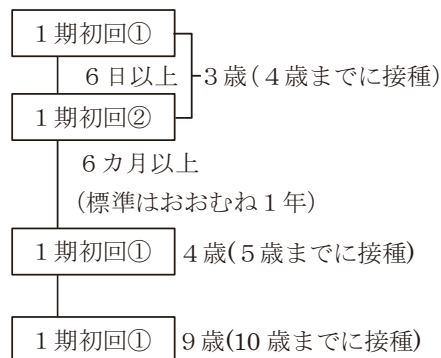 1期初回①
6日以上
3歳(4歳までに接種)
1期初回②
6カ月以上
(標準はおおむね1年)
1期初回①
4歳(5歳までに接種)
1期初回①
9歳(10歳までに接種)